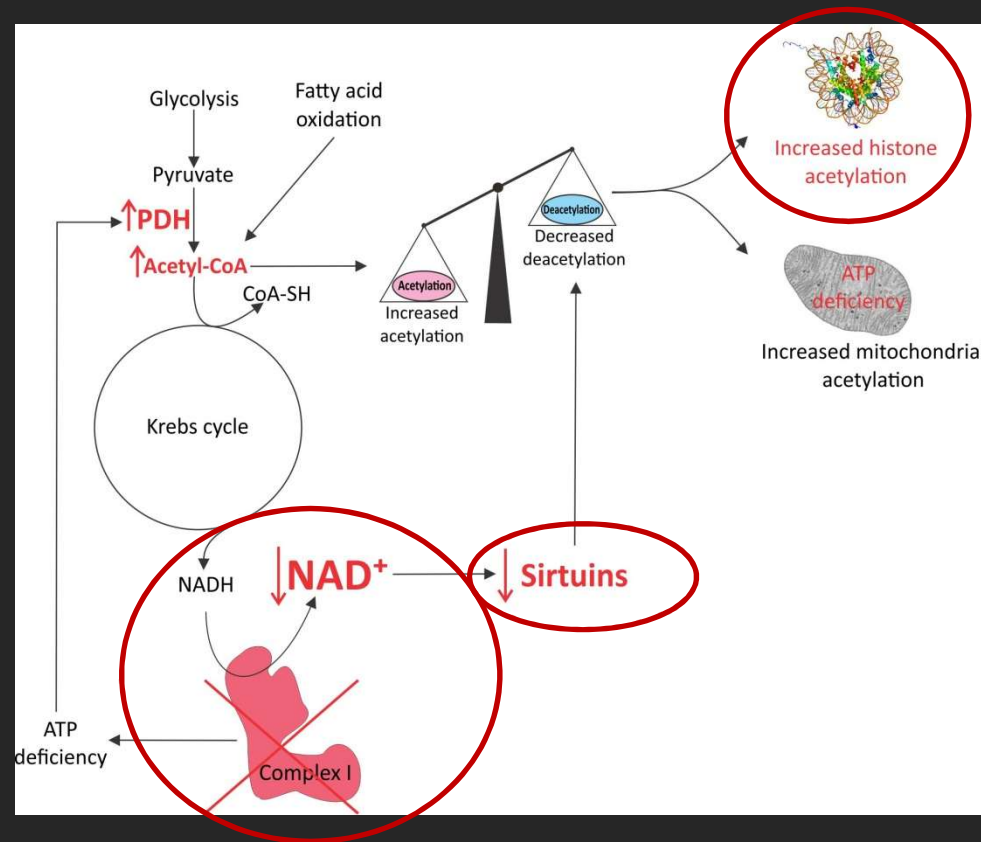 Glycolysis
Fatty acid
oxidation
Pyruvate
↑PDH
↑Acetyl-CoA
CoA-SH
Krebs cycle
NADH
↓NAD⁺
↓ Sirtuins
Complex I
ATP
deficiency
Acetylation
Increased
acetylation
Deacetylation
Decreased
deacetylation
Increased histone
acetylation
ATP
deficiency
Increased mitochondria
acetylation